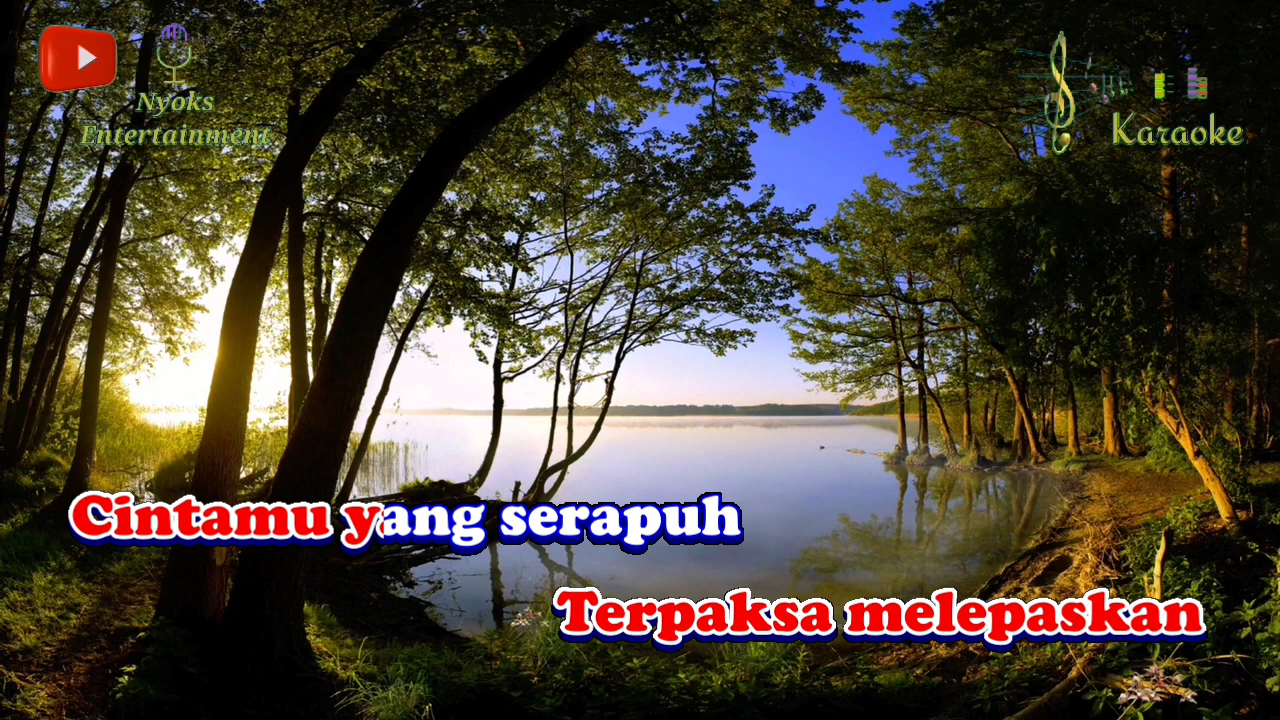 Nyoks
Entertainment
Karaoke
Cintamu yang serapuh
Terpaksa melepaskan